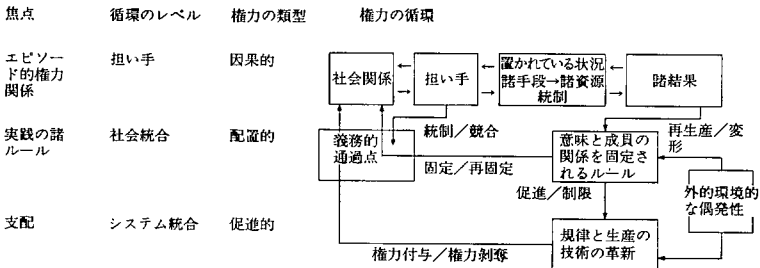 焦点 循環のレベル 権力の類型 権力の循環
エピソー
ド的権力
関係
担い手
因果的
社会関係
担い手
置かれている状況
諸手段→諸資源
統制
諸結果
実践の諸
ルール
社会統合
配置的
義務的
通過点
統制/競合
固定/再固定
意味と成員の
関係を固定さ
れるルール
再生産/変
形
促進/制限
外的環境的
な偶発性
支配
システム統合
促進的
権力付与/権力剝奪
規律と生産の
技術の革新